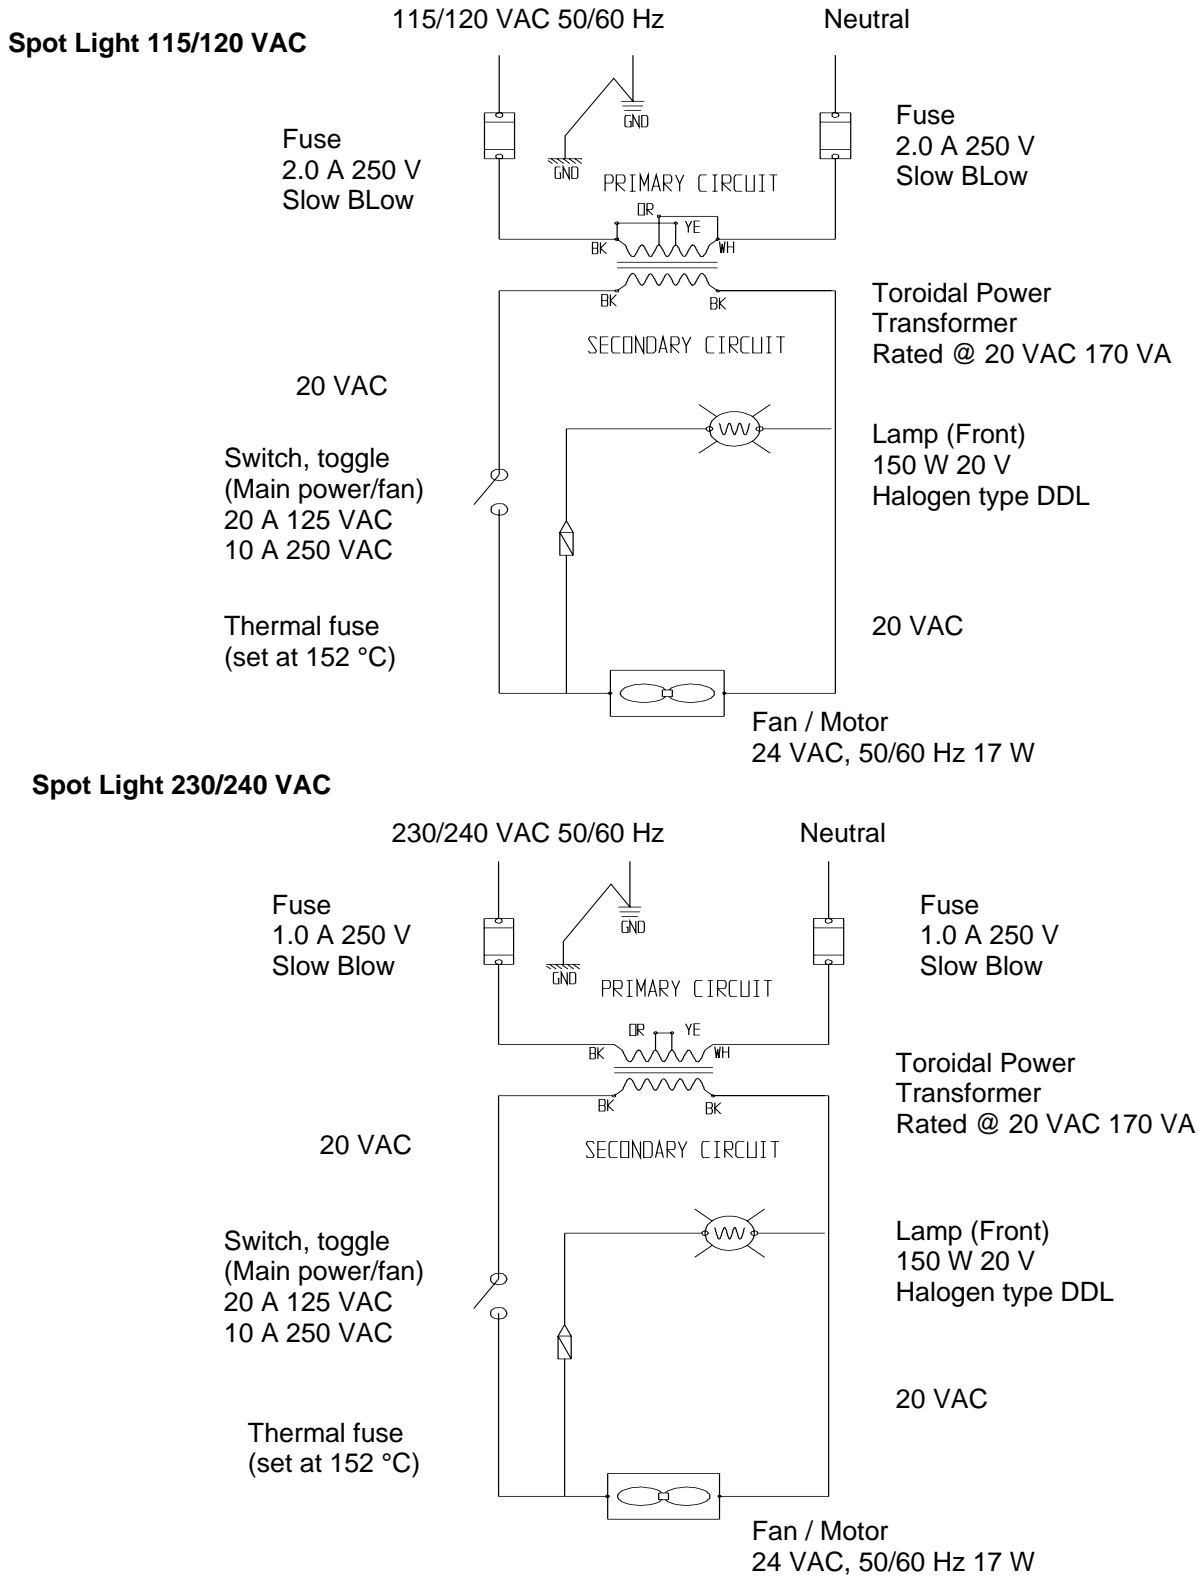 115/120 VAC 50/60 Hz
Neutral
Spot Light 115/120 VAC
Fuse
2.0 A 250 V
Slow BLow
GND
GND
Fuse
2.0 A 250 V
Slow BLow
PRIMARY CIRCUIT
OR
YE
BK
WH
BK
BK
SECONDARY CIRCUIT
Toroidal Power
Transformer
Rated @ 20 VAC 170 VA
20 VAC
Lamp (Front)
150 W 20 V
Halogen type DDL
Switch, toggle
(Main power/fan)
20 A 125 VAC
10 A 250 VAC
Thermal fuse
(set at 152 °C)
20 VAC
Fan / Motor
24 VAC, 50/60 Hz 17 W
Spot Light 230/240 VAC
230/240 VAC 50/60 Hz
Neutral
Fuse
1.0 A 250 V
Slow Blow
GND
GND
Fuse
1.0 A 250 V
Slow Blow
PRIMARY CIRCUIT
OR
YE
BK
WH
BK
BK
SECONDARY CIRCUIT
Toroidal Power
Transformer
Rated @ 20 VAC 170 VA
20 VAC
Lamp (Front)
150 W 20 V
Halogen type DDL
Switch, toggle
(Main power/fan)
20 A 125 VAC
10 A 250 VAC
20 VAC
Thermal fuse
(set at 152 °C)
Fan / Motor
24 VAC, 50/60 Hz 17 W